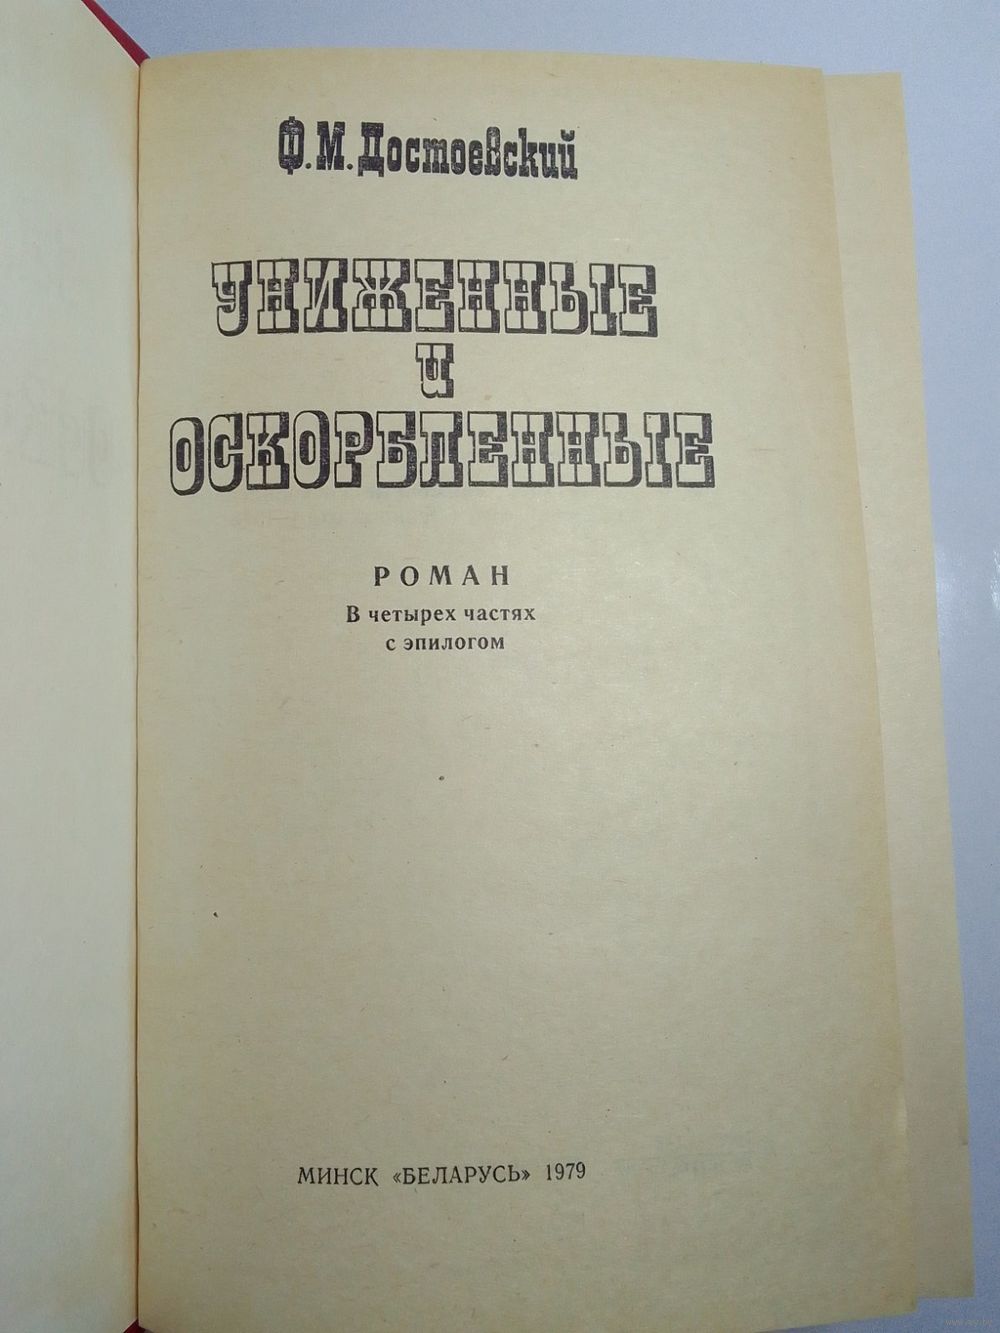 Ф.М.Достоевский
УНИЖЕННЫЕ
и
ОСКОРБЛЕННЫЕ
РОМАН
В четырех частях
с эпилогом
МИНСК «БЕЛАРУСЬ» 1979